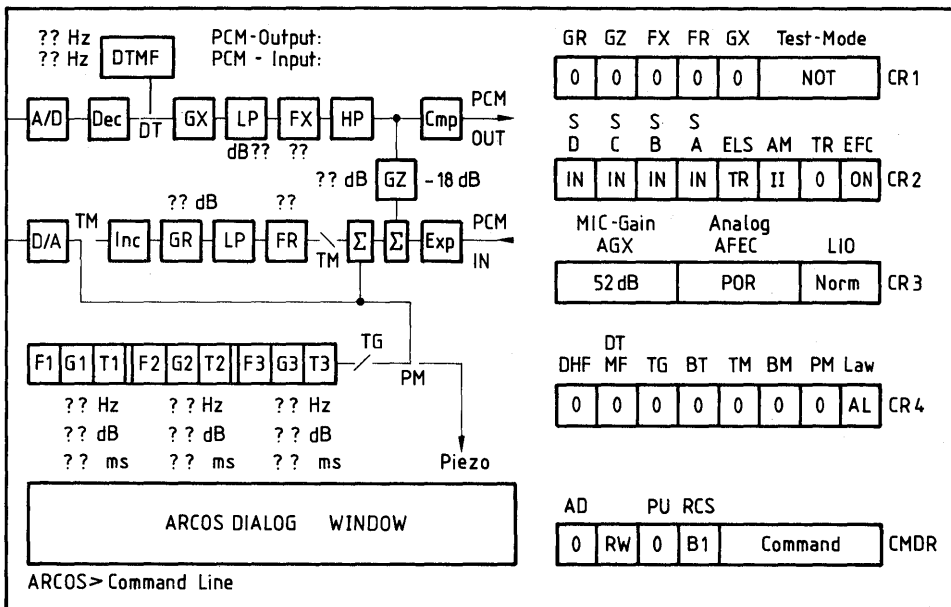 ?? Hz
?? Hz
DTMF
PCM-Output:
PCM - Input:
A/D
Dec
DT
GX
LP
FX
HP
Cmp
PCM
OUT
dB??
??
?? dB
GZ
-18 dB
?? dB
??
TM
D/A
Inc
GR
LP
FR
TM
Σ
Σ
Exp
PCM
IN
TG
F1 G1 T1 F2 G2 T2 F3 G3 T3
PM
?? Hz ?? Hz ?? Hz
?? dB ?? dB ?? dB
?? ms ?? ms ?? ms
Piezo
ARCOS DIALOG WINDOW
ARCOS> Command Line
GR GZ FX FR GX Test-Mode
0 0 0 0 0 NOT CR1
S S S S
D C B A ELS AM TR EFC
IN IN IN IN TR II 0 ON CR2
MIC-Gain Analog
AGX AFEC LIO
52 dB POR Norm CR3
DT
DHF MF TG BT TM BM PM Law
0 0 0 0 0 0 0 AL CR4
AD PU RCS
0 RW 0 B1 Command CMDR